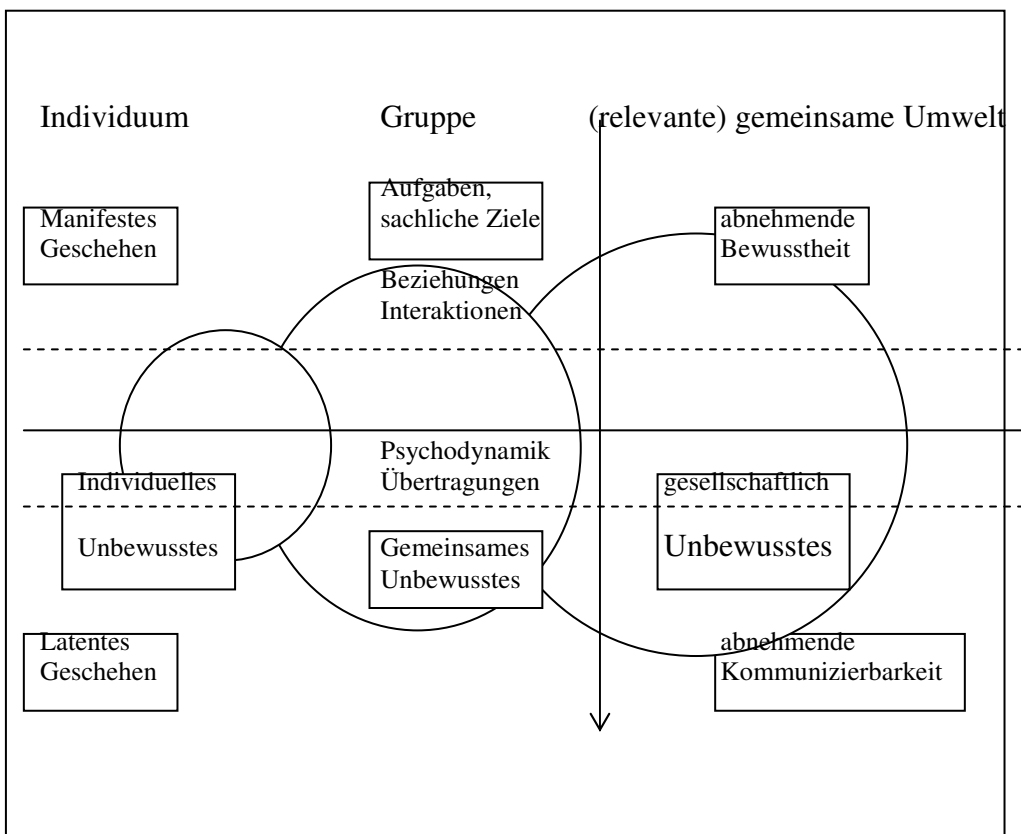 Individuum
Gruppe
(relevante) gemeinsame Umwelt
Manifestes
Geschehen
Aufgaben,
sachliche Ziele
abnehmende
Bewusstheit
Beziehungen
Interaktionen
Psychodynamik
Übertragungen
Individuelles
Unbewusstes
gesellschaftlich
Unbewusstes
Gemeinsames
Unbewusstes
Latentes
Geschehen
abnehmende
Kommunizierbarkeit